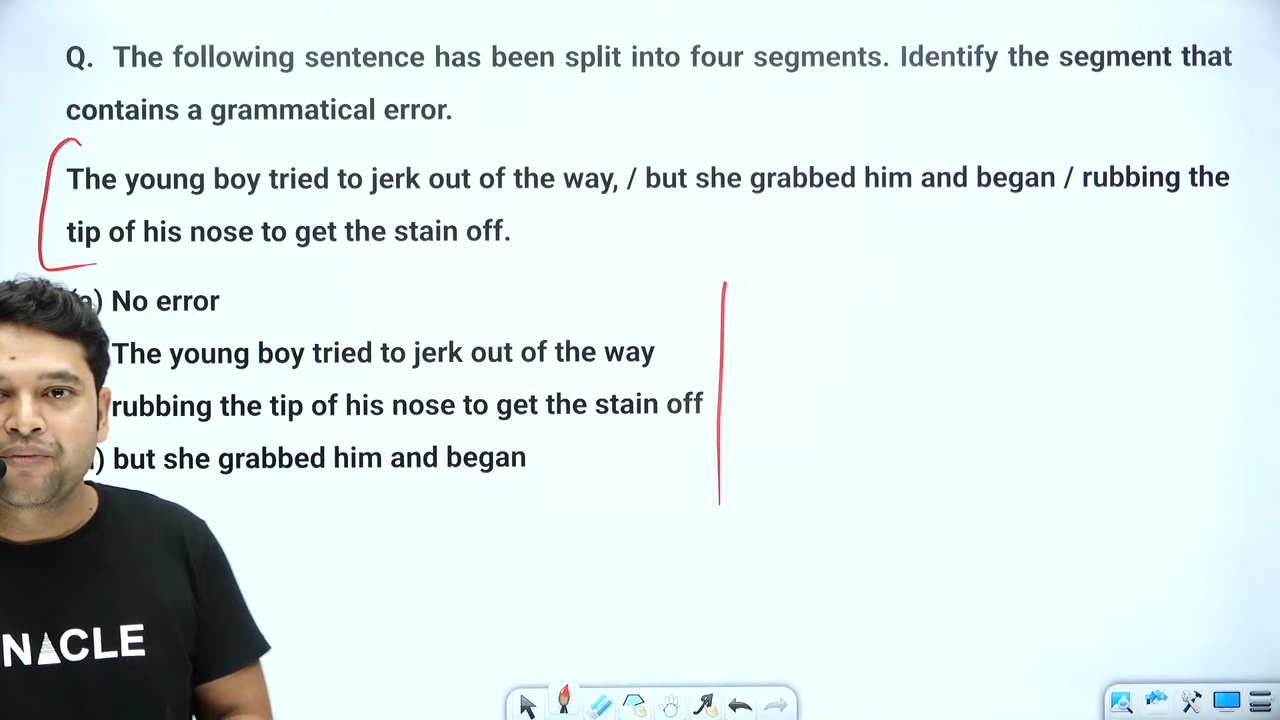 Q. The following sentence has been split into four segments. Identify the segment that
contains a grammatical error.
The young boy tried to jerk out of the way, / but she grabbed him and began / rubbing the
tip of his nose to get the stain off.
) No error
The young boy tried to jerk out of the way
rubbing the tip of his nose to get the stain off
) but she grabbed him and began
NACLE